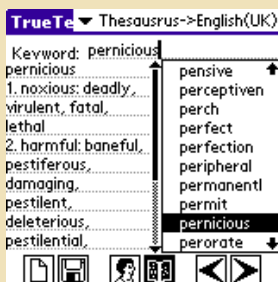 TrueTe ▼ Thesausrus->English(UK)
Keyword: pernicious
pernicious
1. noxious: deadly,
virulent, fatal,
lethal
2. harmful: baneful,
pestiferous,
damaging,
pestilent,
deleterious,
pestilential,
pensive
perceptiven
perch
perfect
perfection
peripheral
permanentl
permit
pernicious
perorate